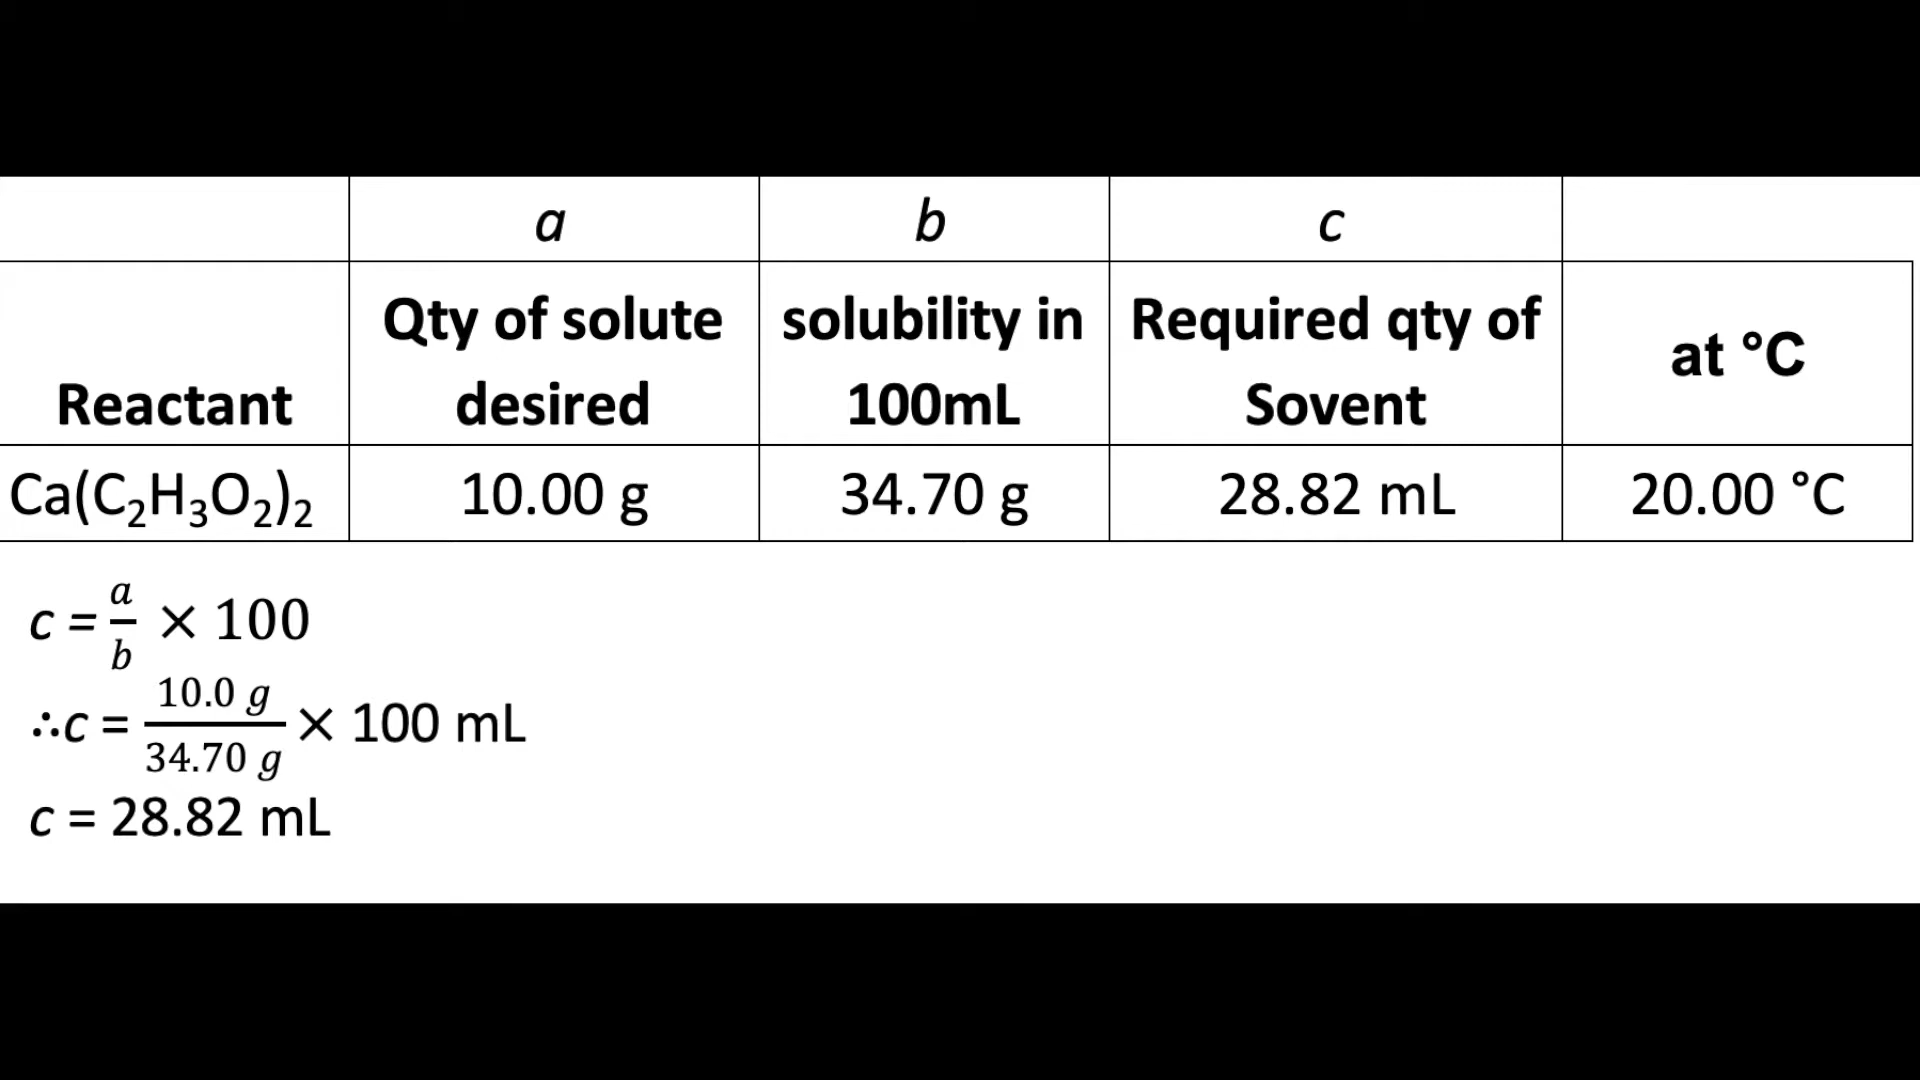 a b c
Reactant Qty of solute desired solubility in 100mL Required qty of Sovent at °C
Ca(C₂H₃O₂)₂ 10.00 g 34.70 g 28.82 mL 20.00 °C
c = a/b × 100
∴c = 10.0 g/34.70 g × 100 mL
c = 28.82 mL